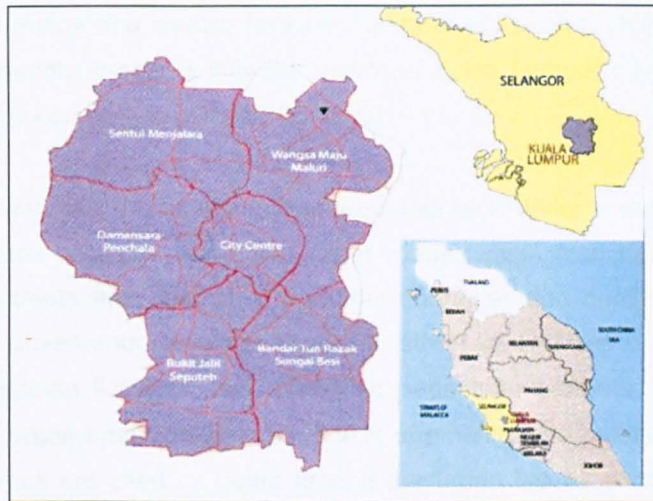 Sentul Menjalara
Wangsa Maju
Maluri
Damansara
Penchala
City Centre
Bukit Jalil
Seputeh
Bandar Tun Razak
Sungai Besi
SELANGOR
KUALA
LUMPUR
THAILAND
PERLIS
KEDAH
SOUTH CHINA
SEA
KELANTAN
TERENGGANU
PERAK
PAHANG
STRAITS OF
MALACCA
SELANGOR
KUALA
LUMPUR
PUTRAJAYA
NEGERI
SEMBILAN
MELAKA
JOHOR